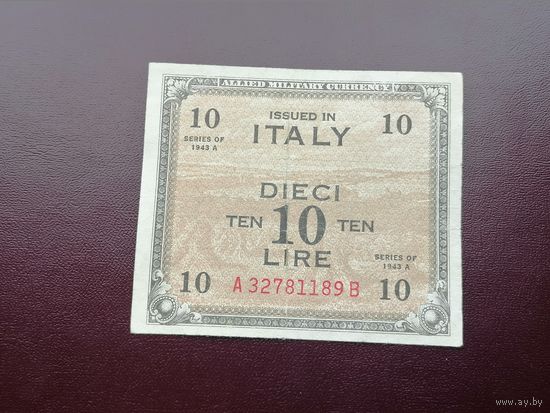 ALLIED MILITARY CURRENCY
10 ISSUED IN 10
SERIES OF
1943 A
ITALY
DIECI
TEN 10 TEN
LIRE
SERIES OF
1943 A
10 A 32781189 B 10
www.ay.by